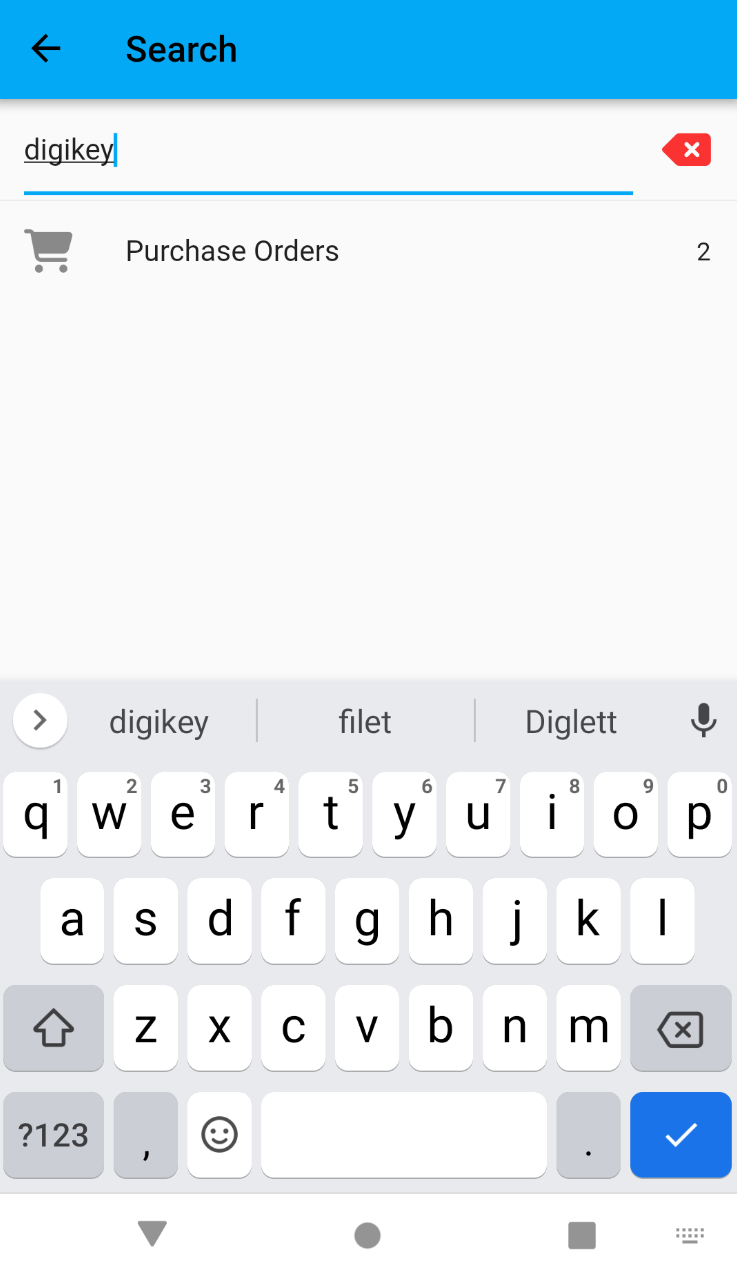 Search
digikey
Purchase Orders 2
digikey filet Diglett
1 2 3 4 5 6 7 8 9 0
q w e r t y u i o p
a s d f g h j k l
z x c v b n m
?123 , .